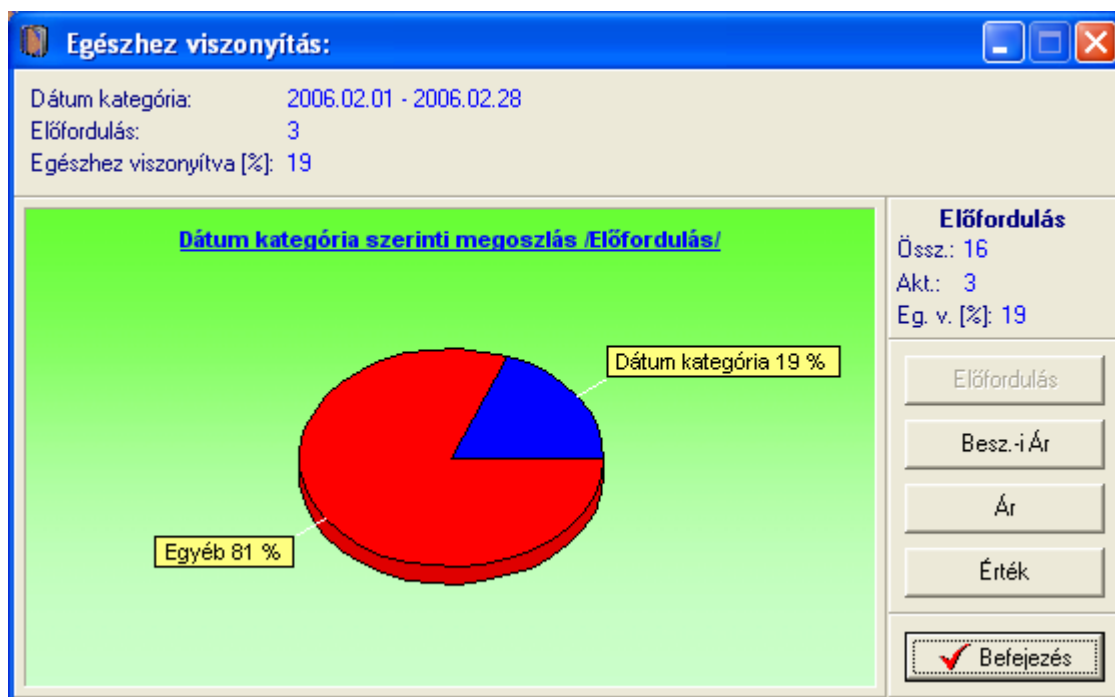 Egészhez viszonyítás:
Dátum kategória: 2006.02.01 - 2006.02.28
Előfordulás: 3
Egészhez viszonyítva [%]: 19
Dátum kategória szerinti megoszlás /Előfordulás/
Dátum kategória 19 %
Egyéb 81 %
Előfordulás
Össz.: 16
Akt.: 3
Eg. v. [%]: 19
Előfordulás
Besz.-i Ár
Ár
Érték
Befejezés